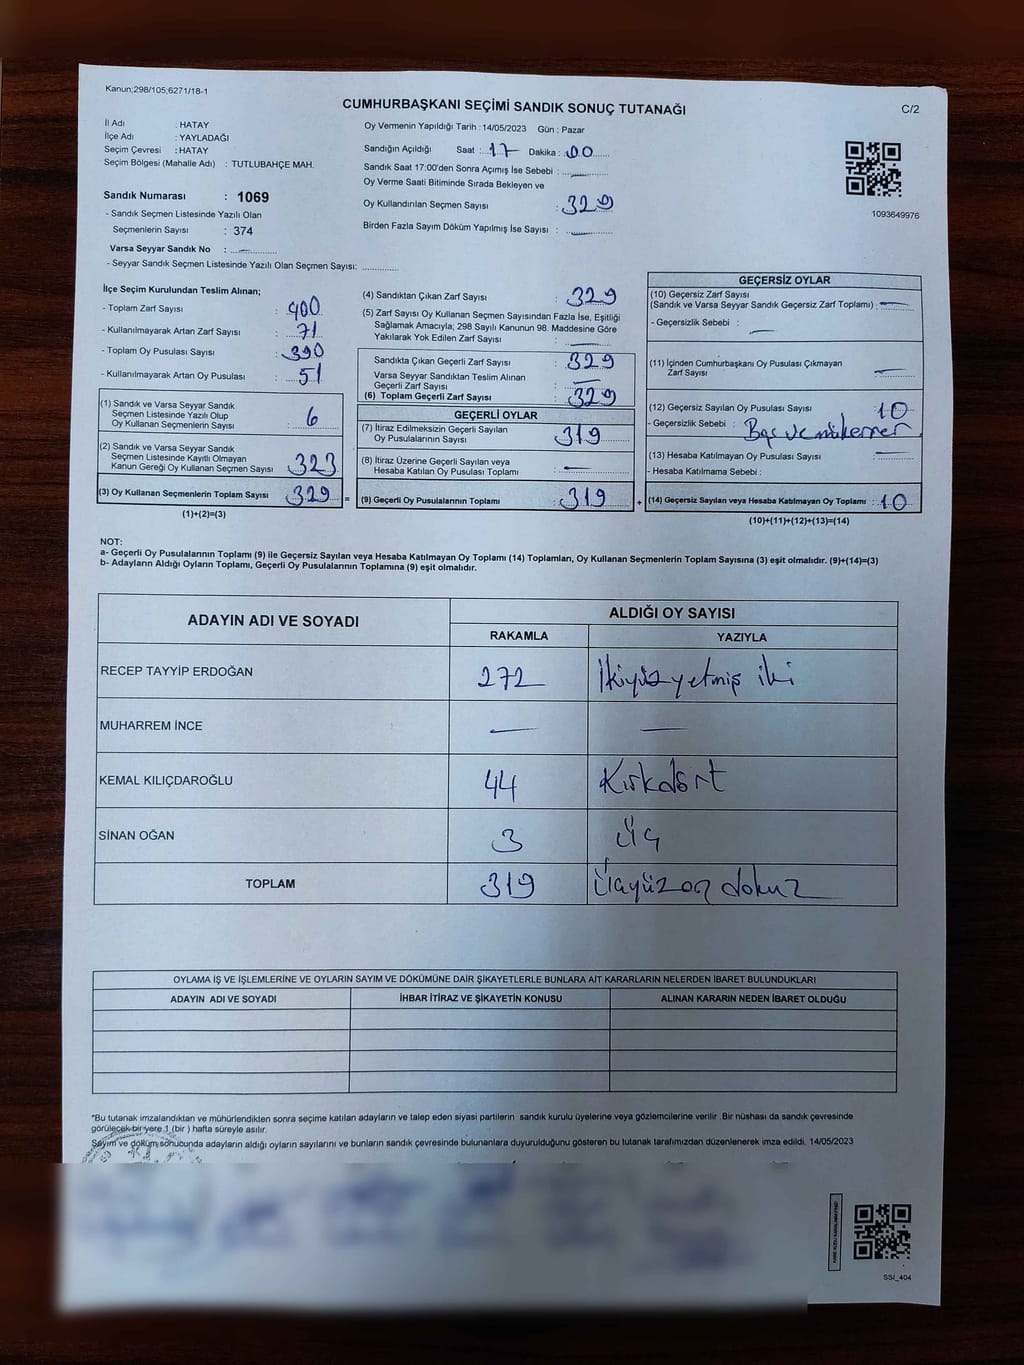 Kanun;298/105;6271/18-1
CUMHURBAŞKANI SEÇİMİ SANDIK SONUÇ TUTANAĞI
C/2
İl Adı : HATAY
İlçe Adı : YAYLADAĞI
Seçim Çevresi : HATAY
Seçim Bölgesi (Mahalle Adı) : TUTLUBAHÇE MAH.
Sandık Numarası : 1069
- Sandık Seçmen Listesinde Yazılı Olan
Seçmenlerin Sayısı : 374
Varsa Seyyar Sandık No : —
- Seyyar Sandık Seçmen Listesinde Yazılı Olan Seçmen Sayısı: ............
Oy Vermenin Yapıldığı Tarih : 14/05/2023 Gün : Pazar
Sandığın Açıldığı Saat : 17 Dakika : 00
Sandık Saat 17:00'den Sonra Açımış İse Sebebi : —
Oy Verme Saati Bitiminde Sırada Bekleyen ve
Oy Kullandırılan Seçmen Sayısı : 329
Birden Fazla Sayım Döküm Yapılmış İse Sayısı : —
1093649976
İlçe Seçim Kurulundan Teslim Alınan;
- Toplam Zarf Sayısı : 400
- Kullanılmayarak Artan Zarf Sayısı : 71
- Toplam Oy Pusulası Sayısı : 390
- Kullanılmayarak Artan Oy Pusulası : 51
(1) Sandık ve Varsa Seyyar Sandık
Seçmen Listesinde Yazılı Olup
Oy Kullanan Seçmenlerin Sayısı : 6
(2) Sandık ve Varsa Seyyar Sandık
Seçmen Listesinde Kayıtlı Olmayan
Kanun Gereği Oy Kullanan Seçmen Sayısı : 323
(3) Oy Kullanan Seçmenlerin Toplam Sayısı : 329 =
(1)+(2)=(3)
(4) Sandıktan Çıkan Zarf Sayısı : 329
(5) Zarf Sayısı Oy Kullanan Seçmen Sayısından Fazla İse, Eşitliği
Sağlamak Amacıyla; 298 Sayılı Kanunun 98. Maddesine Göre
Yakılarak Yok Edilen Zarf Sayısı : —
Sandıkta Çıkan Geçerli Zarf Sayısı : 329
Varsa Seyyar Sandıktan Teslim Alınan
Geçerli Zarf Sayısı : —
(6) Toplam Geçerli Zarf Sayısı : 329
GEÇERLİ OYLAR
(7) İtiraz Edilmeksizin Geçerli Sayılan
Oy Pusulalarının Sayısı : 319
(8) İtiraz Üzerine Geçerli Sayılan veya
Hesaba Katılan Oy Pusulası Toplamı : —
(9) Geçerli Oy Pusulalarının Toplamı : 319 +
GEÇERSİZ OYLAR
(10) Geçersiz Zarf Sayısı
(Sandık ve Varsa Seyyar Sandık Geçersiz Zarf Toplamı) : —
- Geçersizlik Sebebi : —
(11) İçinden Cumhurbaşkanı Oy Pusulası Çıkmayan
Zarf Sayısı : —
(12) Geçersiz Sayılan Oy Pusulası Sayısı : 10
- Geçersizlik Sebebi :
(13) Hesaba Katılmayan Oy Pusulası Sayısı : —
- Hesaba Katılmama Sebebi :
(14) Geçersiz Sayılan veya Hesaba Katılmayan Oy Toplamı : 10
(10)+(11)+(12)+(13)=(14)
NOT:
a- Geçerli Oy Pusulalarının Toplamı (9) ile Geçersiz Sayılan veya Hesaba Katılmayan Oy Toplamı (14) Toplamları, Oy Kullanan Seçmenlerin Toplam Sayısına (3) eşit olmalıdır. (9)+(14)=(3)
b- Adayların Aldığı Oyların Toplamı, Geçerli Oy Pusulalarının Toplamına (9) eşit olmalıdır.
ADAYIN ADI VE SOYADI
ALDIĞI OY SAYISI
RAKAMLA YAZIYLA
RECEP TAYYİP ERDOĞAN 272 İkiyüzyetmiş iki
MUHARREM İNCE — —
KEMAL KILIÇDAROĞLU 44 Kırkdört
SİNAN OĞAN 3 Üç
TOPLAM 319 Üçyüzon dokuz
OYLAMA İŞ VE İŞLEMLERİNE VE OYLARIN SAYIM VE DÖKÜMÜNE DAİR ŞİKAYETLERLE BUNLARA AİT KARARLARIN NELERDEN İBARET BULUNDUKLARI
ADAYIN ADI VE SOYADI İHBAR İTİRAZ VE ŞİKAYETİN KONUSU ALINAN KARARIN NEDEN İBARET OLDUĞU
*Bu tutanak imzalandıktan ve mühürlendikten sonra seçime katılan adayların ve talep eden siyasi partilerin sandık kurulu üyelerine veya gözlemcilerine verilir. Bir nüshası da sandık çevresinde
görülecek bir yere 1 (bir ) hafta süreyle asılır.
Sayım ve döküm sonucunda adayların aldığı oyların sayılarını ve bunların sandık çevresinde bulunanlara duyurulduğunu gösteren bu tutanak tarafımızdan düzenlenerek imza edildi. 14/05/2023
SSİ_404